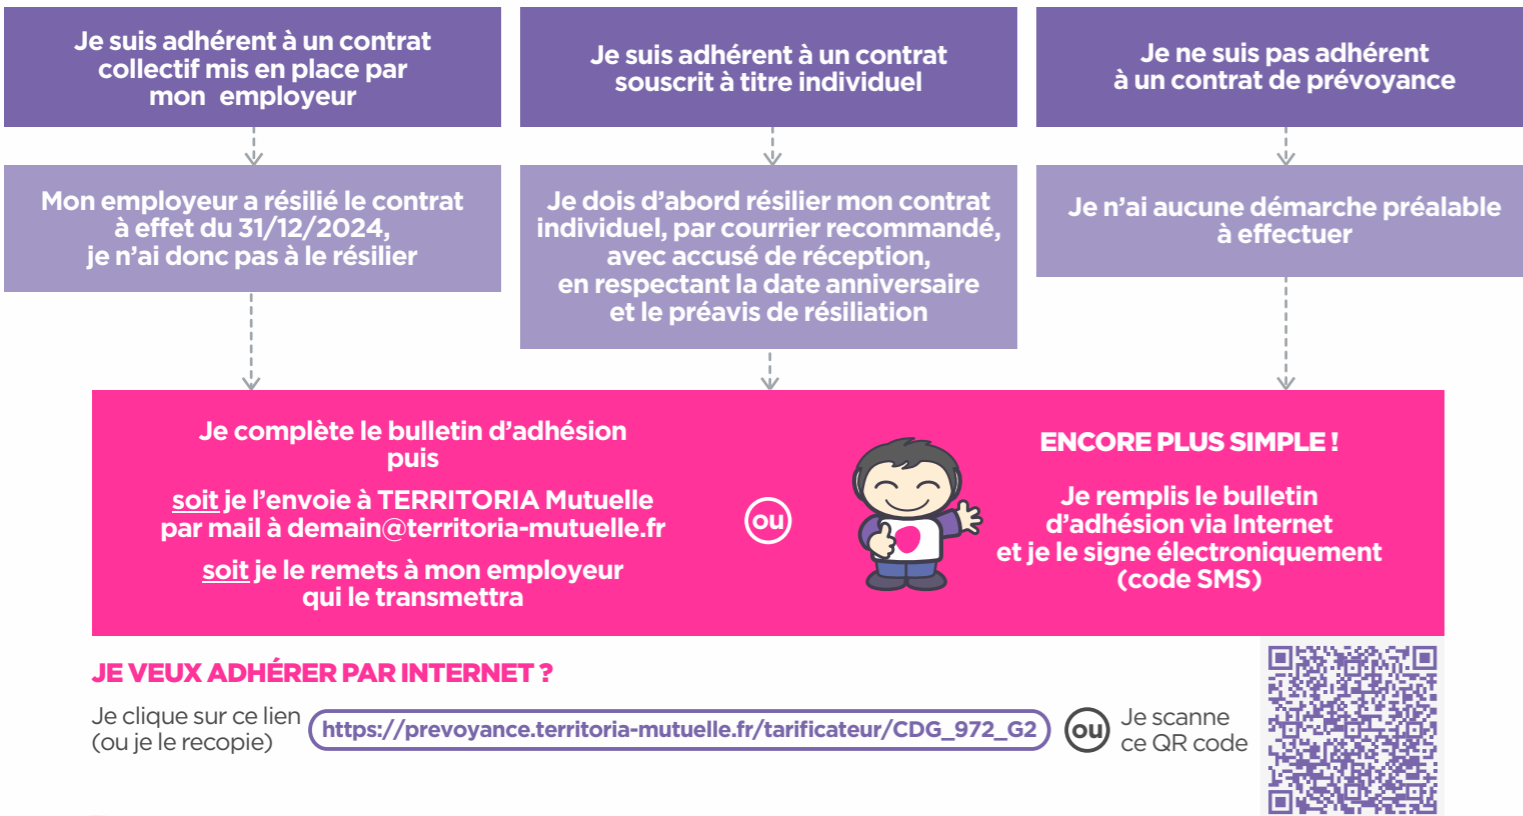 Je suis adhérent à un contrat
collectif mis en place par
mon employeur
Je suis adhérent à un contrat
souscrit à titre individuel
Je ne suis pas adhérent
à un contrat de prévoyance
Mon employeur a résilié le contrat
à effet du 31/12/2024,
je n'ai donc pas à le résilier
Je dois d'abord résilier mon contrat
individuel, par courrier recommandé,
avec accusé de réception,
en respectant la date anniversaire
et le préavis de résiliation
Je n'ai aucune démarche préalable
à effectuer
Je complète le bulletin d'adhésion
puis
soit je l'envoie à TERRITORIA Mutuelle
par mail à demain@territoria-mutuelle.fr
soit je le remets à mon employeur
qui le transmettra
ou
ENCORE PLUS SIMPLE !
Je remplis le bulletin
d'adhésion via Internet
et je le signe électroniquement
(code SMS)
JE VEUX ADHÉRER PAR INTERNET ?
Je clique sur ce lien
(ou je le recopie)
https://prevoyance.territoria-mutuelle.fr/tarificateur/CDG_972_G2
ou
Je scanne
ce QR code